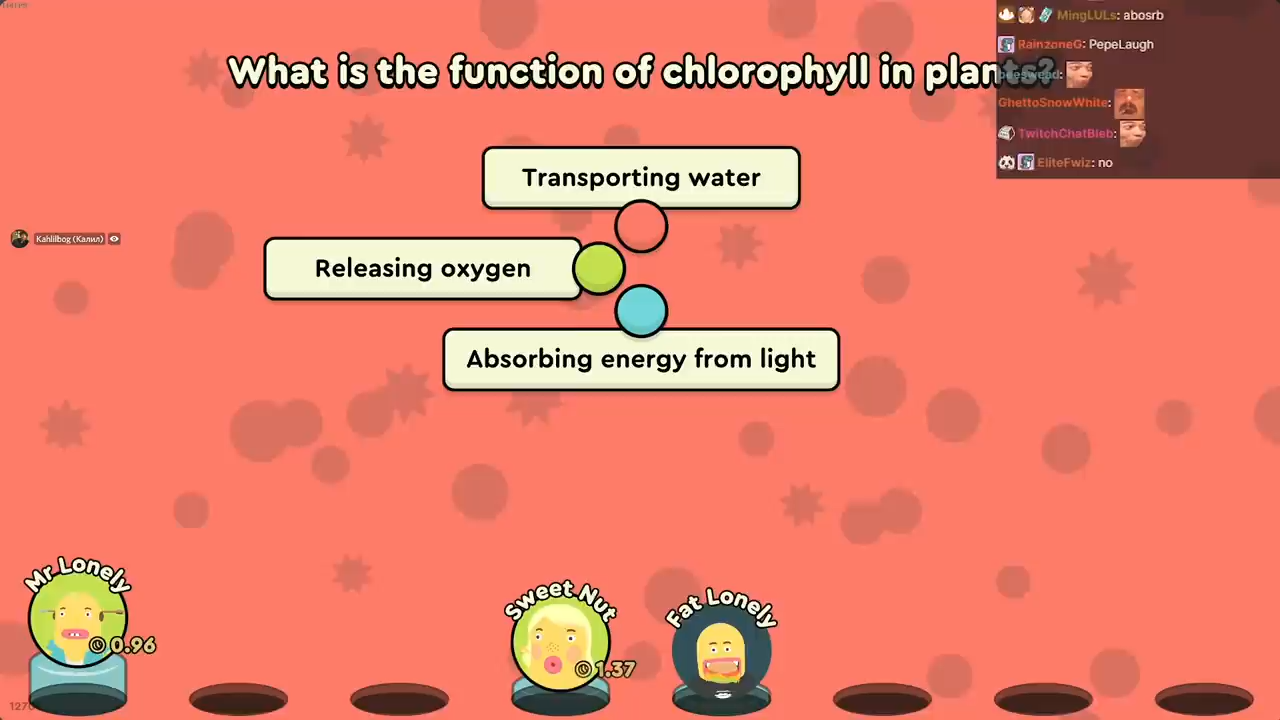 What is the function of chlorophyll in plants?
MingLULs: abosrb
RainzoneG: PepeLaugh
GhettoSnowWhite:
TwitchChatBleb:
EliteFwiz: no
Transporting water
Kahlilbog (Калил)
Releasing oxygen
Absorbing energy from light
Mr Lonely
0.96
Sweet Nut
1.37
Fat Lonely